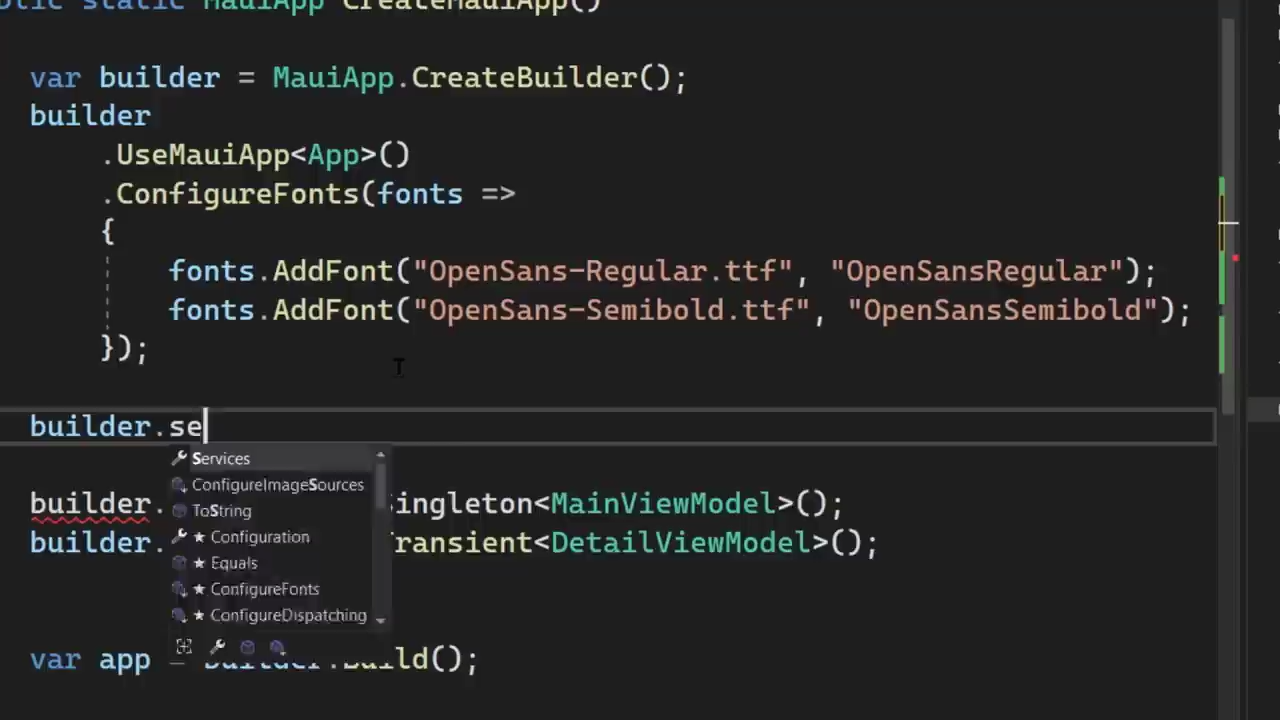 static MauiApp CreateMauiApp()
var builder = MauiApp.CreateBuilder();
builder
.UseMauiApp<App>()
.ConfigureFonts(fonts =>
{
fonts.AddFont("OpenSans-Regular.ttf", "OpenSansRegular");
fonts.AddFont("OpenSans-Semibold.ttf", "OpenSansSemibold");
});
builder.se
Services
ConfigureImageSources
ToString
★ Configuration
★ Equals
★ ConfigureFonts
★ ConfigureDispatching
builder. Singleton<MainViewModel>();
builder. Transient<DetailViewModel>();
var app = builder.Build();